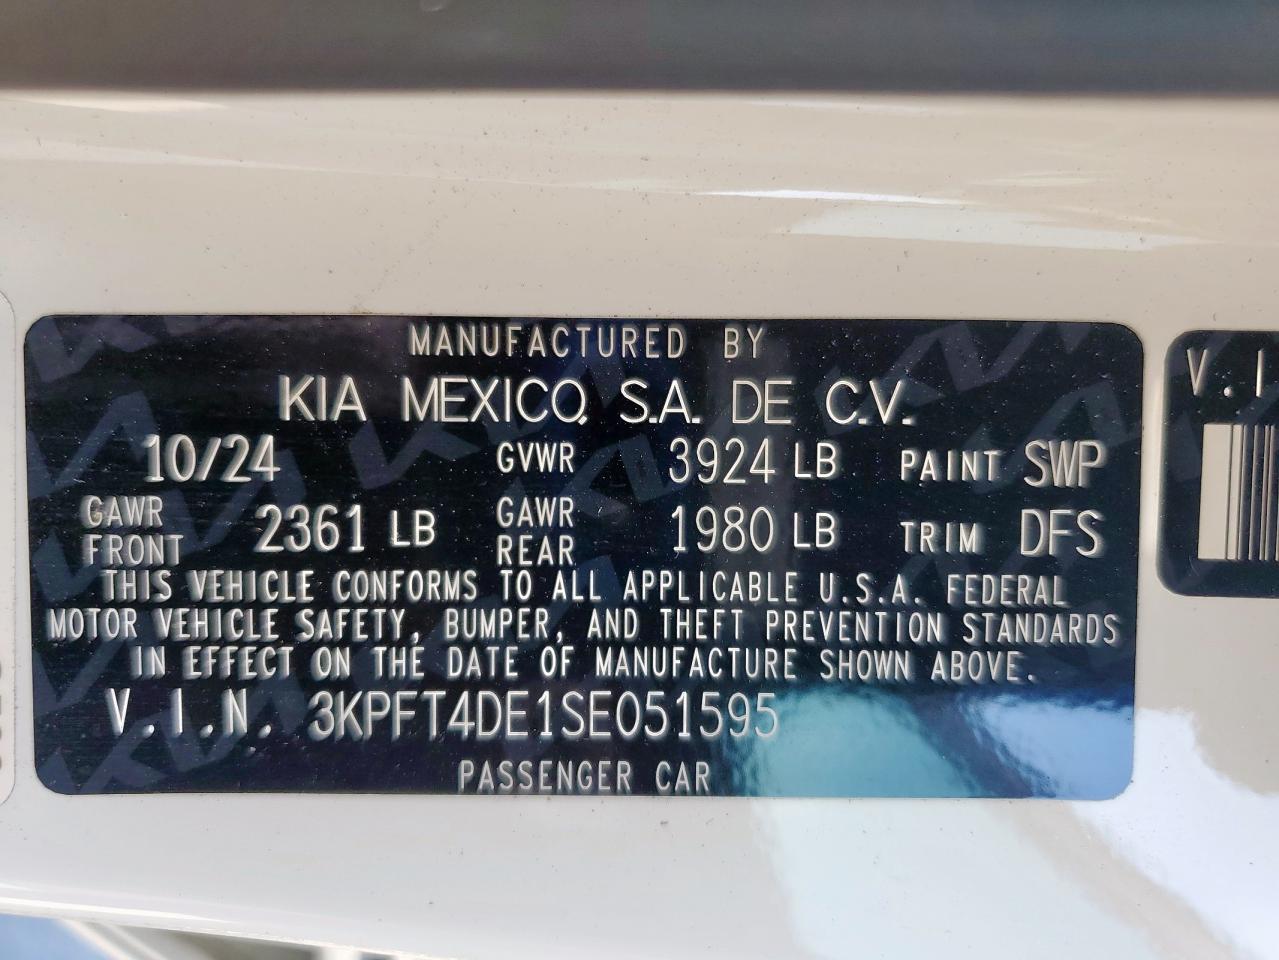 MANUFACTURED BY
KIA MEXICO, S.A. DE C.V.
10/24 GVWR 3924 LB PAINT SWP
GAWR FRONT 2361 LB GAWR REAR 1980 LB TRIM DFS
THIS VEHICLE CONFORMS TO ALL APPLICABLE U.S.A. FEDERAL
MOTOR VEHICLE SAFETY, BUMPER, AND THEFT PREVENTION STANDARDS
IN EFFECT ON THE DATE OF MANUFACTURE SHOWN ABOVE.
V.I.N. 3KPFT4DE1SE051595
PASSENGER CAR
V.I